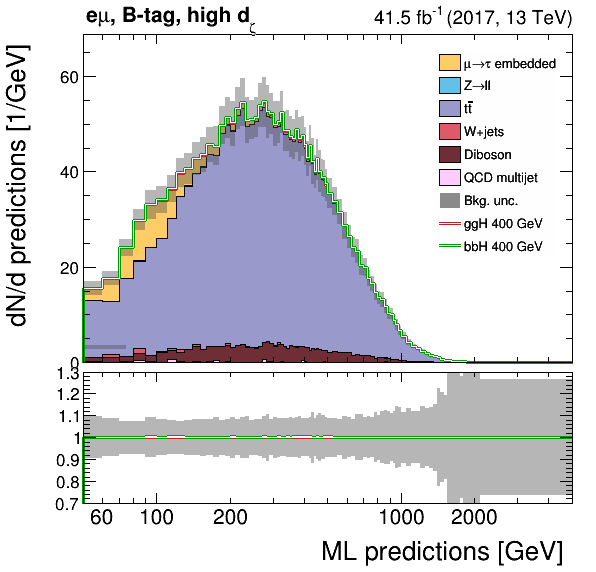 eμ, B-tag, high dζ
41.5 fb⁻¹ (2017, 13 TeV)
dN/d predictions [1/GeV]
60
40
20
0
μ→τ embedded
Z→ll
tt̄
W+jets
Diboson
QCD multijet
Bkg. unc.
ggH 400 GeV
bbH 400 GeV
1.3
1.2
1.1
1
0.9
0.8
0.7
60 100 200 1000 2000
ML predictions [GeV]